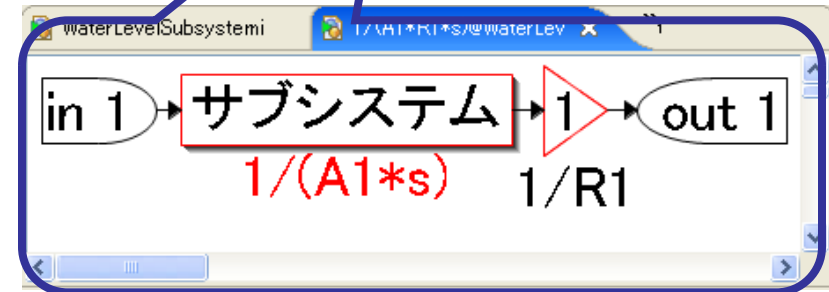 WaterLevelSubsystemi 1/(A1*R1*s)@WaterLev
in 1 サブシステム 1 out 1
1/(A1*s) 1/R1